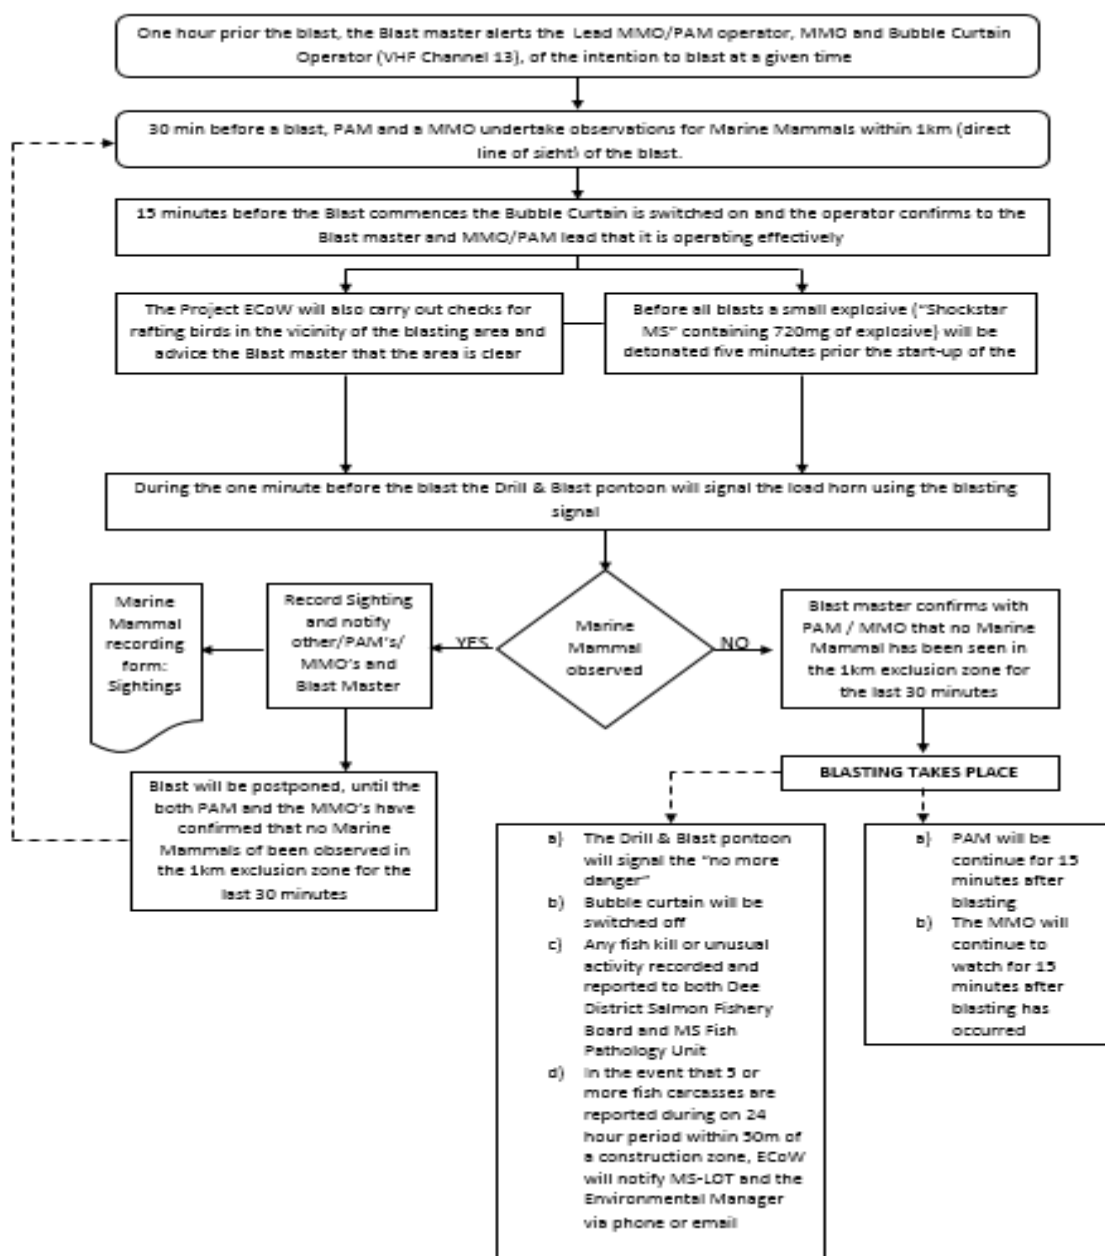 One hour prior the blast, the Blast master alerts the Lead MMO/PAM operator, MMO and Bubble Curtain
Operator (VHF Channel 13), of the intention to blast at a given time
30 min before a blast, PAM and a MMO undertake observations for Marine Mammals within 1km (direct
line of sight) of the blast.
15 minutes before the Blast commences the Bubble Curtain is switched on and the operator confirms to the
Blast master and MMO/PAM lead that it is operating effectively
The Project ECoW will also carry out checks for
rafting birds in the vicinity of the blasting area and
advice the Blast master that the area is clear
Before all blasts a small explosive ("Shockstar
MS" containing 720mg of explosive) will be
detonated five minutes prior the start-up of the
During the one minute before the blast the Drill & Blast pontoon will signal the load horn using the blasting
signal
Marine
Mammal
recording
form:
Sightings
Record Sighting
and notify
other/PAM's/
MMO's and
Blast Master
YES
Marine
Mammal
observed
NO
Blast master confirms with
PAM / MMO that no Marine
Mammal has been seen in
the 1km exclusion zone for
the last 30 minutes
Blast will be postponed, until the
both PAM and the MMO's have
confirmed that no Marine
Mammals of been observed in
the 1km exclusion zone for the
last 30 minutes
BLASTING TAKES PLACE
a) The Drill & Blast pontoon
will signal the "no more
danger"
b) Bubble curtain will be
switched off
c) Any fish kill or unusual
activity recorded and
reported to both Dee
District Salmon Fishery
Board and MS Fish
Pathology Unit
d) In the event that 5 or
more fish carcasses are
reported during on 24
hour period within 50m of
a construction zone, ECoW
will notify MS-LOT and the
Environmental Manager
via phone or email
a) PAM will be
continue for 15
minutes after
blasting
b) The MMO will
continue to
watch for 15
minutes after
blasting has
occurred